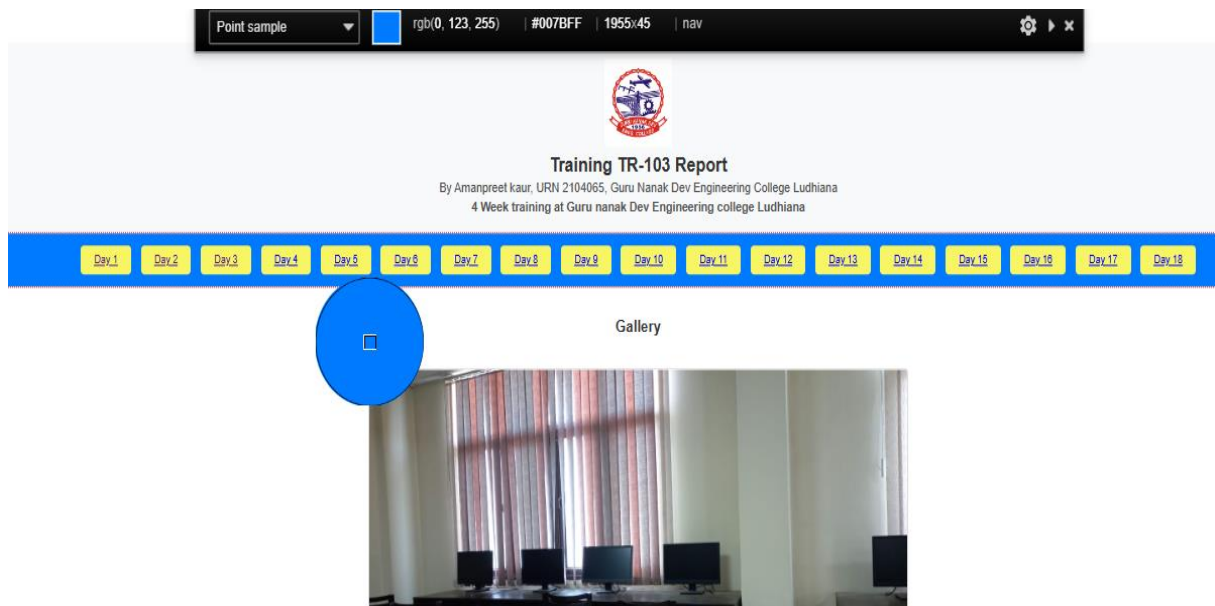 Point sample rgb(0, 123, 255) | #007BFF | 1955x45 | nav
1956
Training TR-103 Report
By Amanpreet kaur, URN 2104065, Guru Nanak Dev Engineering College Ludhiana
4 Week training at Guru nanak Dev Engineering college Ludhiana
Day 1 Day 2 Day 3 Day 4 Day 5 Day 6 Day 7 Day 8 Day 9 Day 10 Day 11 Day 12 Day 13 Day 14 Day 15 Day 16 Day 17 Day 18
Gallery